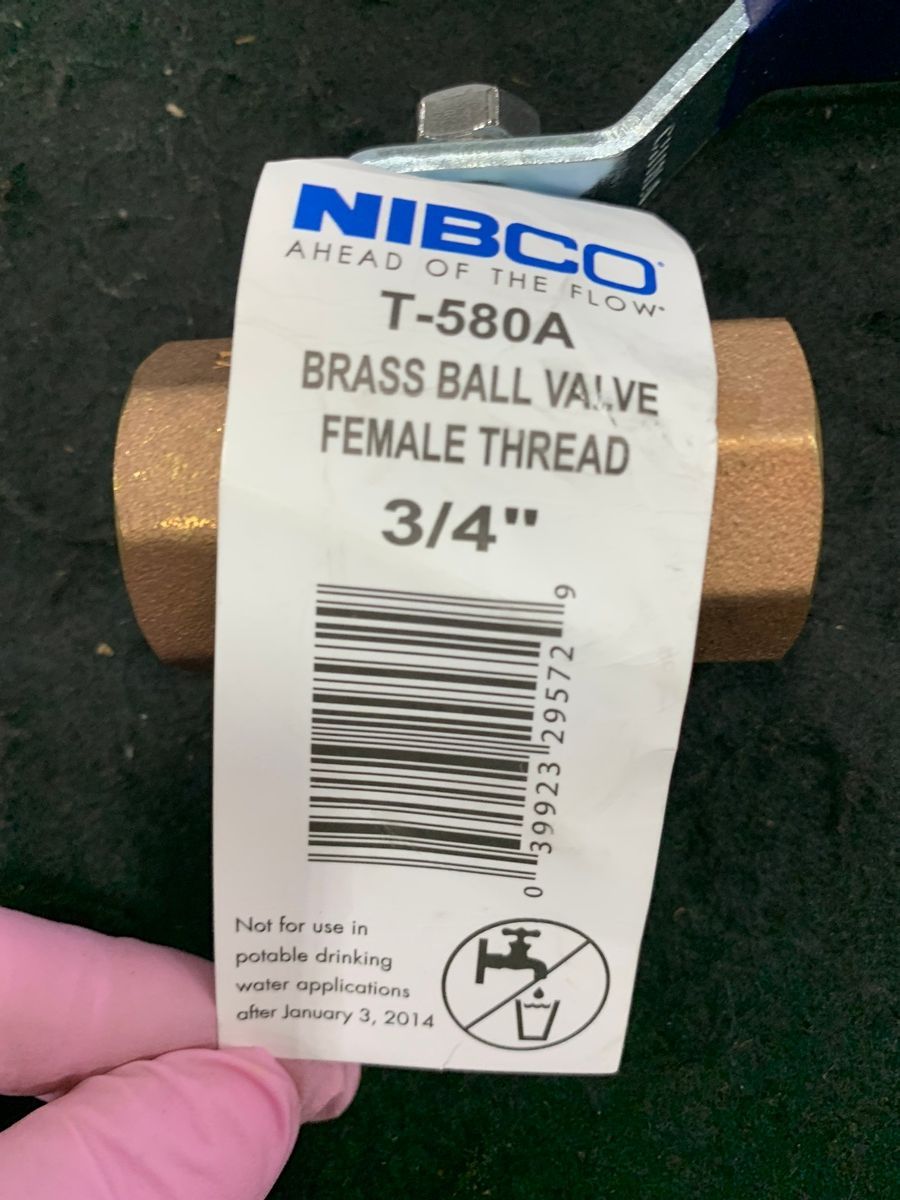 NIBCO®
AHEAD OF THE FLOW
T-580A
BRASS BALL VALVE
FEMALE THREAD
3/4"
0 39923 29572 9
Not for use in
potable drinking
water applications
after January 3, 2014